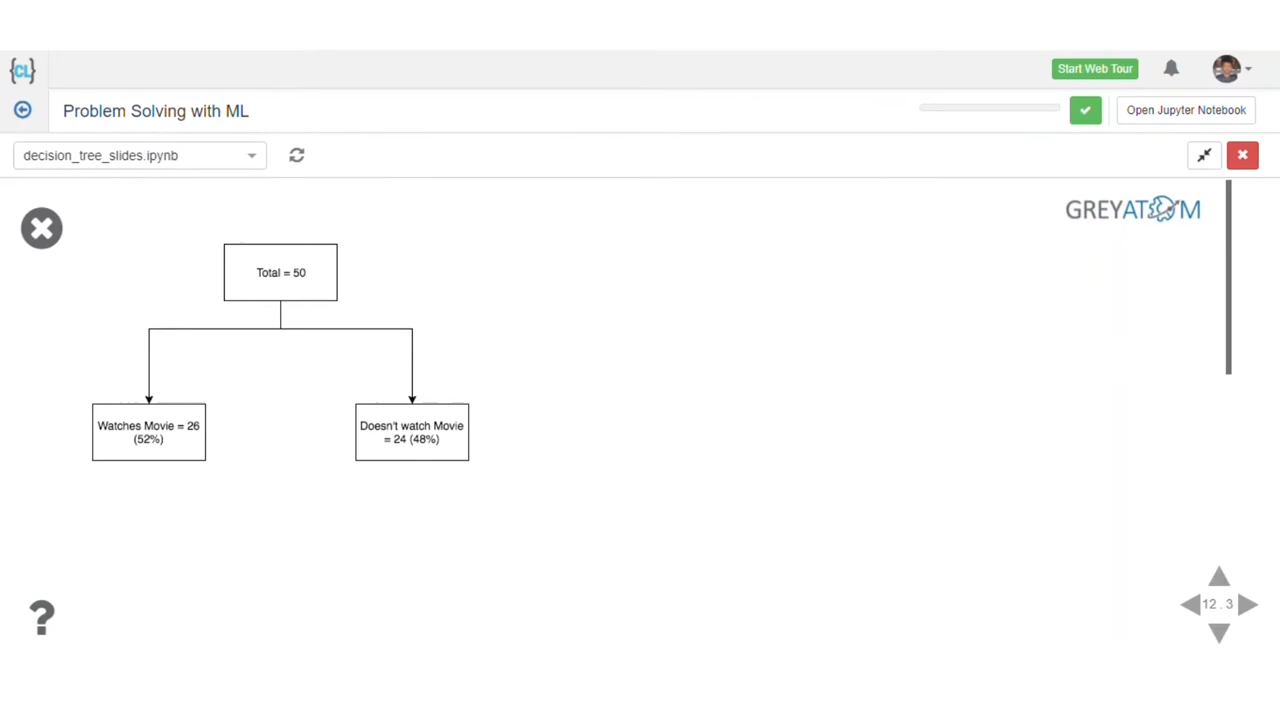 {CL}
Start Web Tour
Problem Solving with ML
Open Jupyter Notebook
decision_tree_slides.ipynb
GREYATOM
Total = 50
Watches Movie = 26
(52%)
Doesn't watch Movie
= 24 (48%)
?
12 . 3